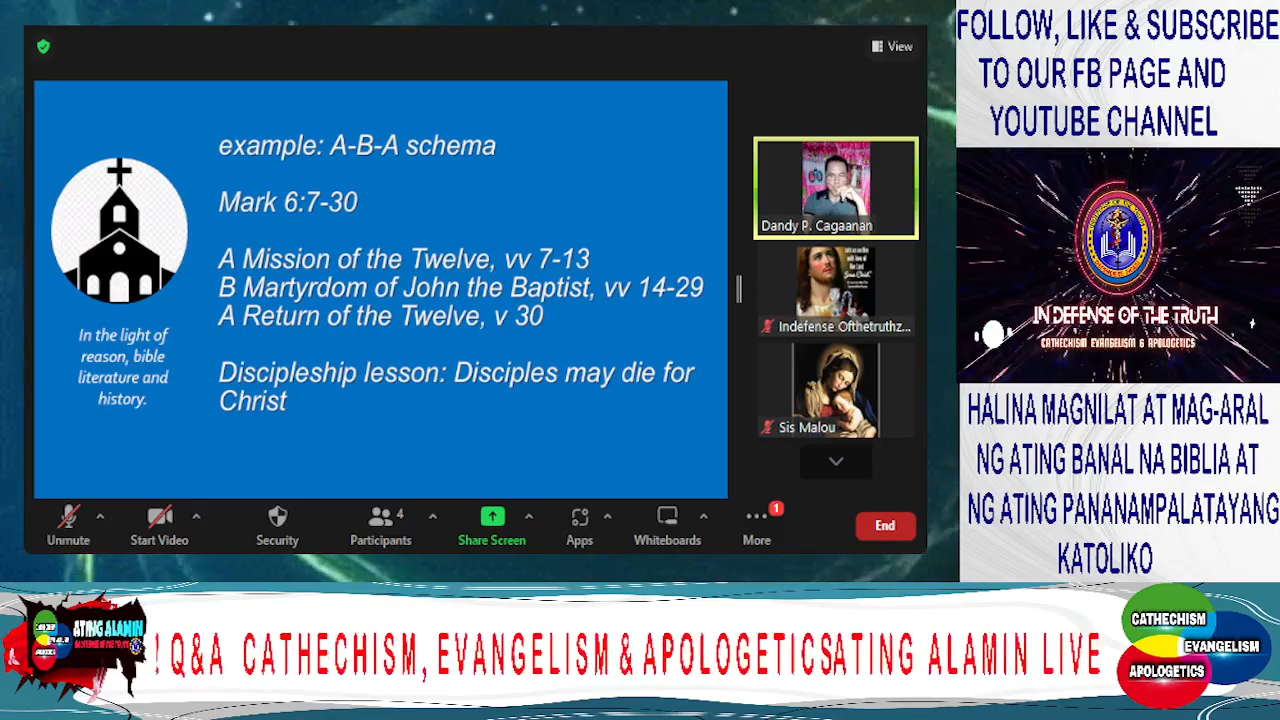 View
example: A-B-A schema
Mark 6:7-30
A Mission of the Twelve, vv 7-13
B Martyrdom of John the Baptist, vv 14-29
A Return of the Twelve, v 30
Discipleship lesson: Disciples may die for
Christ
In the light of
reason, bible
literature and
history.
Dandy P. Cagaanan
Indefense Ofthetruthz...
Sis Malou
Unmute
Start Video
Security
4
Participants
Share Screen
Apps
Whiteboards
1
More
End
FOLLOW, LIKE & SUBSCRIBE
TO OUR FB PAGE AND
YOUTUBE CHANNEL
IN DEFENSE OF THE TRUTH
CATHECHISM EVANGELISM & APOLOGETICS
HALINA MAGNILAT AT MAG-ARAL
NG ATING BANAL NA BIBLIA AT
NG ATING PANANAMPALATAYANG
KATOLIKO
ATING ALAMIN
! Q&A CATHECHISM, EVANGELISM & APOLOGETICSATING ALAMIN LIVE
CATHECHISM
EVANGELISM
APOLOGETICS